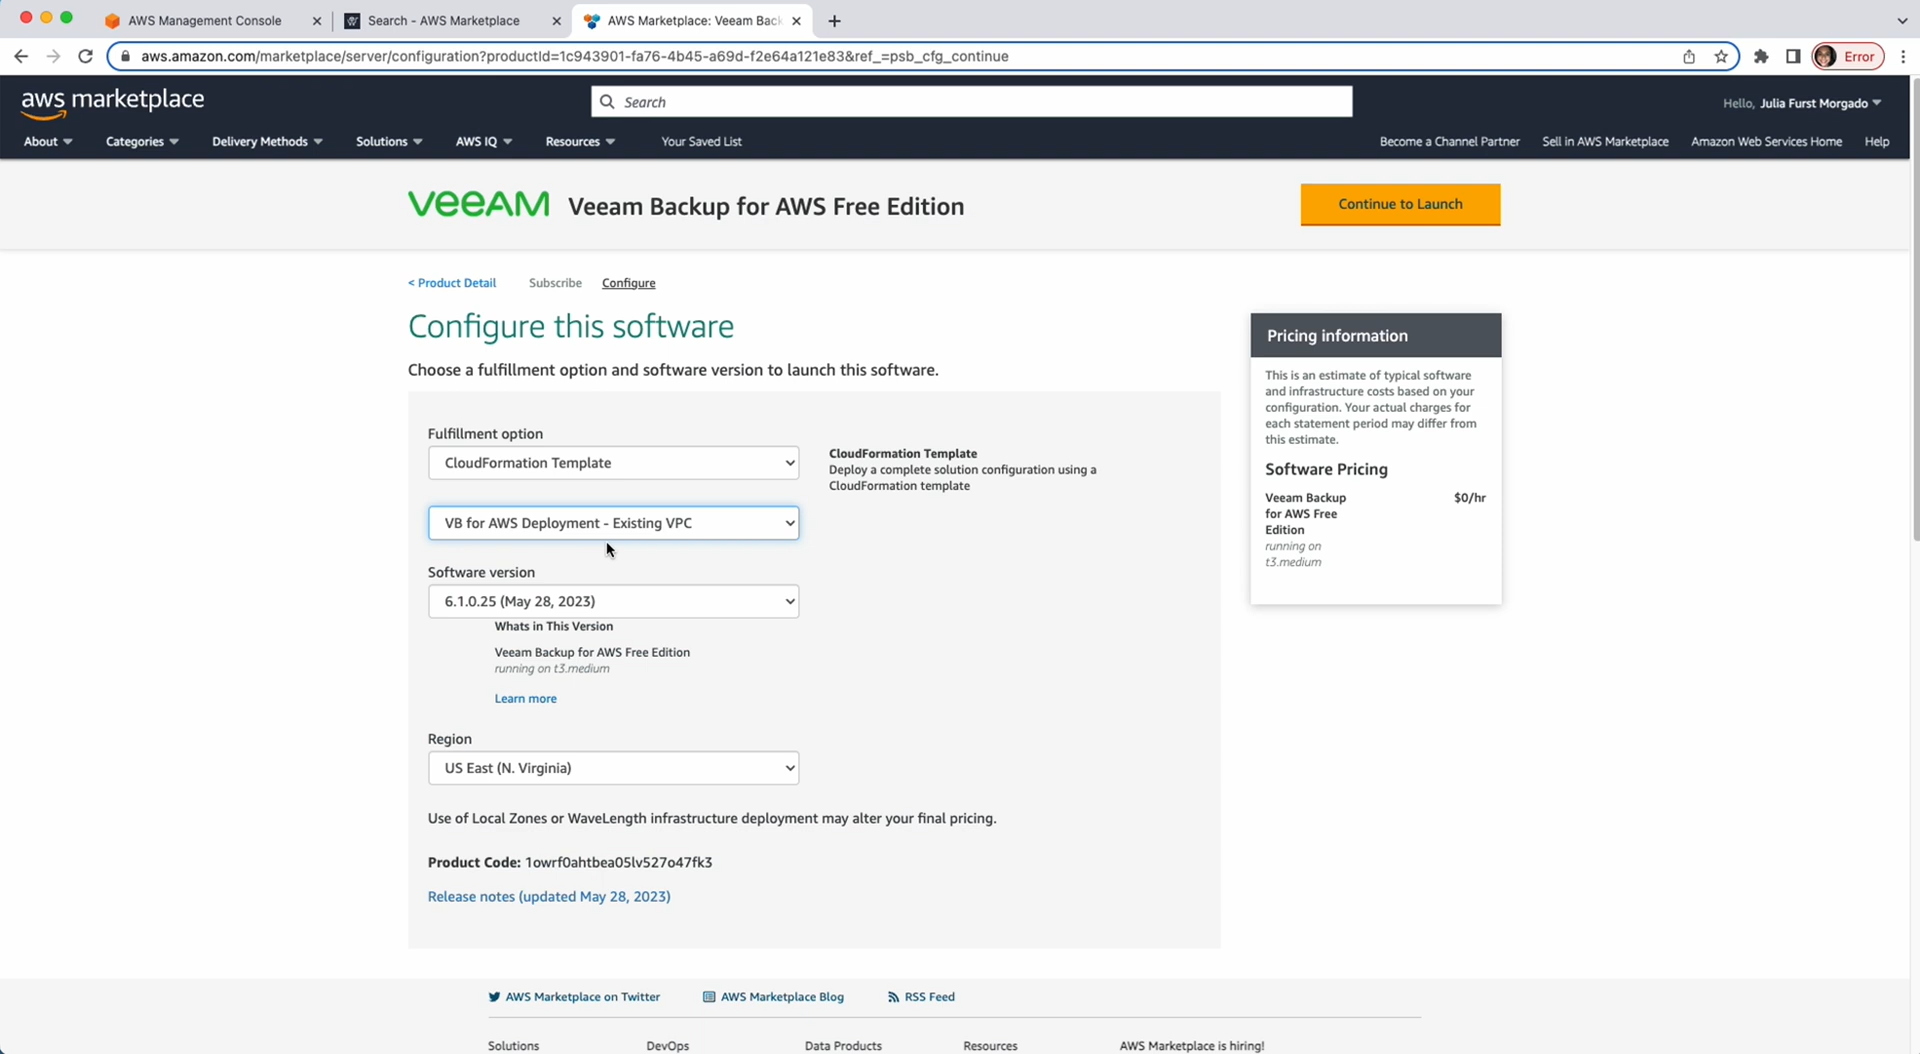 AWS Management Console
Search - AWS Marketplace
AWS Marketplace: Veeam Back
aws.amazon.com/marketplace/server/configuration?productId=1c943901-fa76-4b45-a69d-f2e64a121e83&ref_=psb_cfg_continue
Error
aws marketplace
Search
Hello, Julia Furst Morgado
About
Categories
Delivery Methods
Solutions
AWS IQ
Resources
Your Saved List
Become a Channel Partner
Sell in AWS Marketplace
Amazon Web Services Home
Help
veeAM
Veeam Backup for AWS Free Edition
Continue to Launch
< Product Detail
Subscribe
Configure
Configure this software
Choose a fulfillment option and software version to launch this software.
Fulfillment option
CloudFormation Template
CloudFormation Template
Deploy a complete solution configuration using a
CloudFormation template
VB for AWS Deployment - Existing VPC
Software version
6.1.0.25 (May 28, 2023)
Whats in This Version
Veeam Backup for AWS Free Edition
running on t3.medium
Learn more
Region
US East (N. Virginia)
Use of Local Zones or WaveLength infrastructure deployment may alter your final pricing.
Product Code: 1owrf0ahtbea05lv527o47fk3
Release notes (updated May 28, 2023)
Pricing information
This is an estimate of typical software
and infrastructure costs based on your
configuration. Your actual charges for
each statement period may differ from
this estimate.
Software Pricing
Veeam Backup $0/hr
for AWS Free
Edition
running on
t3.medium
AWS Marketplace on Twitter
AWS Marketplace Blog
RSS Feed
Solutions
DevOps
Data Products
Resources
AWS Marketplace is hiring!